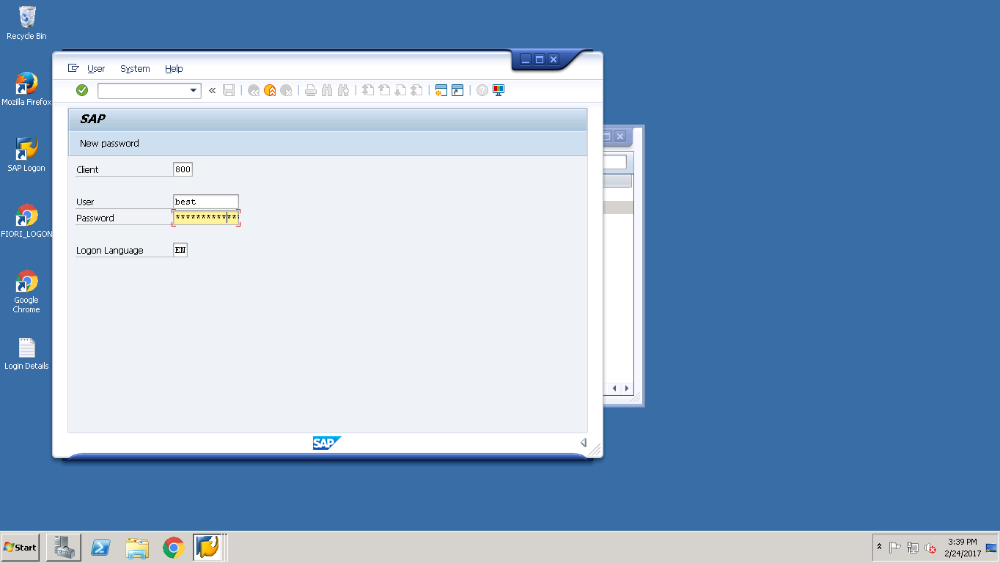 Recycle Bin
Mozilla Firefox
SAP Logon
FIORI_LOGON
Google
Chrome
Login Details
User System Help
SAP
New password
Client 800
User best
Password *************
Logon Language EN
SAP
Start
3:39 PM
2/24/2017